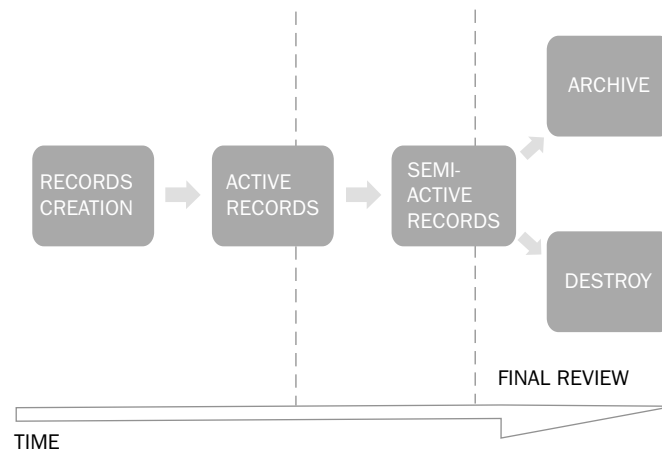 ARCHIVE
RECORDS
CREATION
ACTIVE
RECORDS
SEMI-
ACTIVE
RECORDS
DESTROY
FINAL REVIEW
TIME